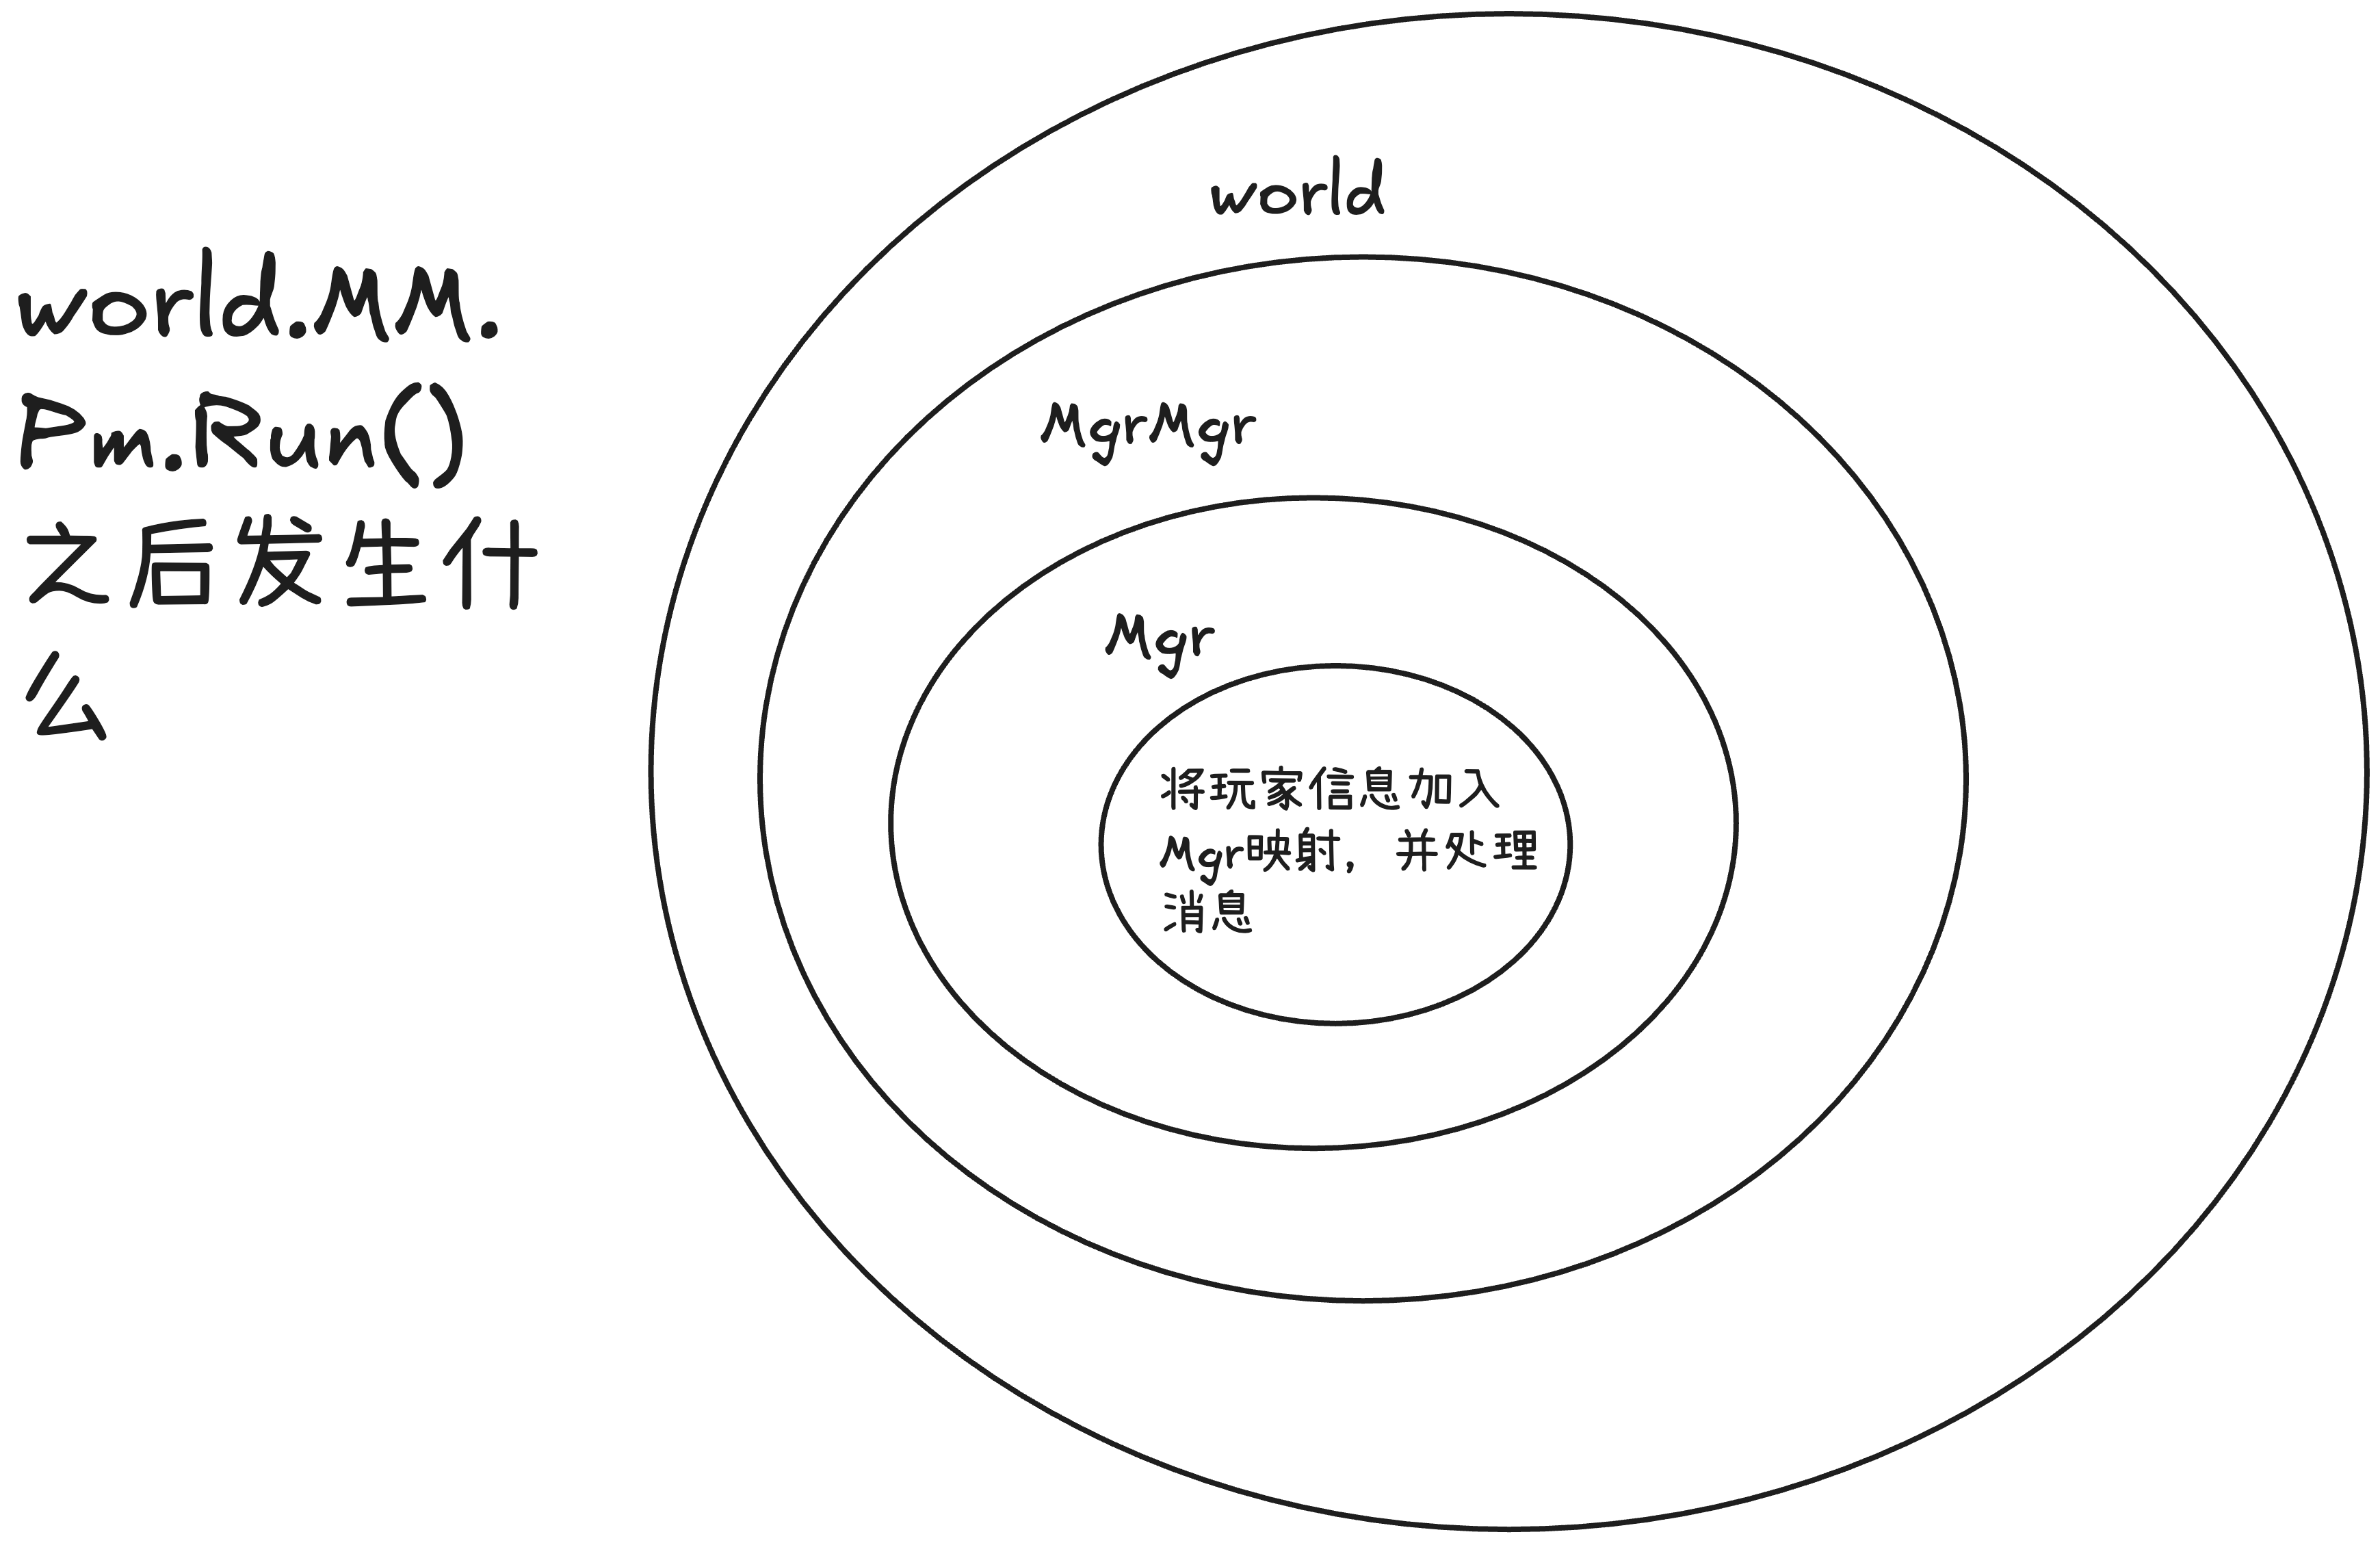 world.MM.
Pm.Run()
之后发生什
么
world
MgrMgr
Mgr
将玩家信息加入
Mgr映射，并处理
消息